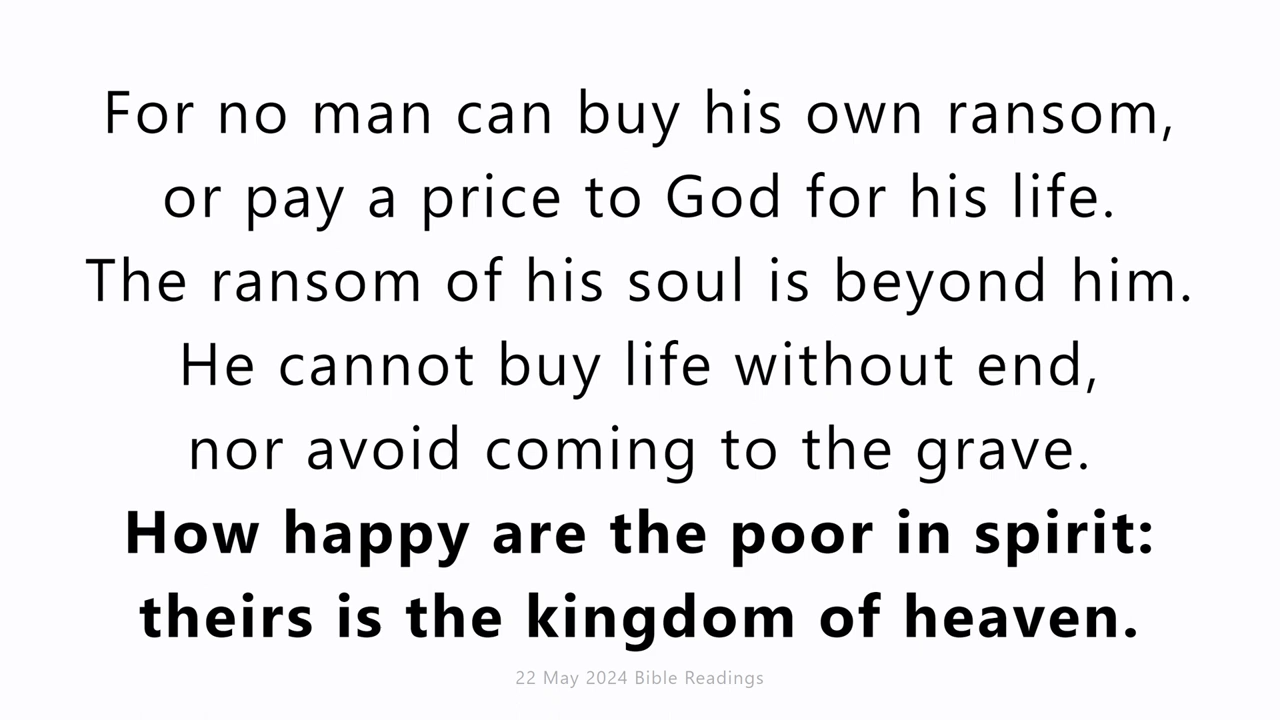 For no man can buy his own ransom,
or pay a price to God for his life.
The ransom of his soul is beyond him.
He cannot buy life without end,
nor avoid coming to the grave.
How happy are the poor in spirit:
theirs is the kingdom of heaven.
22 May 2024 Bible Readings